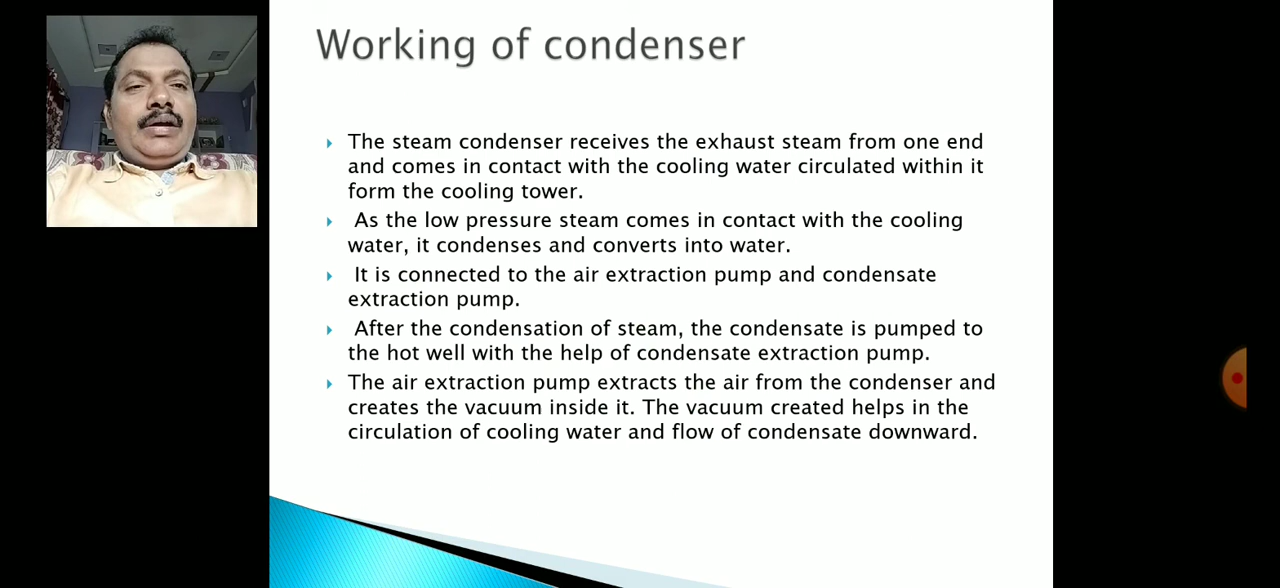 Working of condenser
The steam condenser receives the exhaust steam from one end
and comes in contact with the cooling water circulated within it
form the cooling tower.
As the low pressure steam comes in contact with the cooling
water, it condenses and converts into water.
It is connected to the air extraction pump and condensate
extraction pump.
After the condensation of steam, the condensate is pumped to
the hot well with the help of condensate extraction pump.
The air extraction pump extracts the air from the condenser and
creates the vacuum inside it. The vacuum created helps in the
circulation of cooling water and flow of condensate downward.